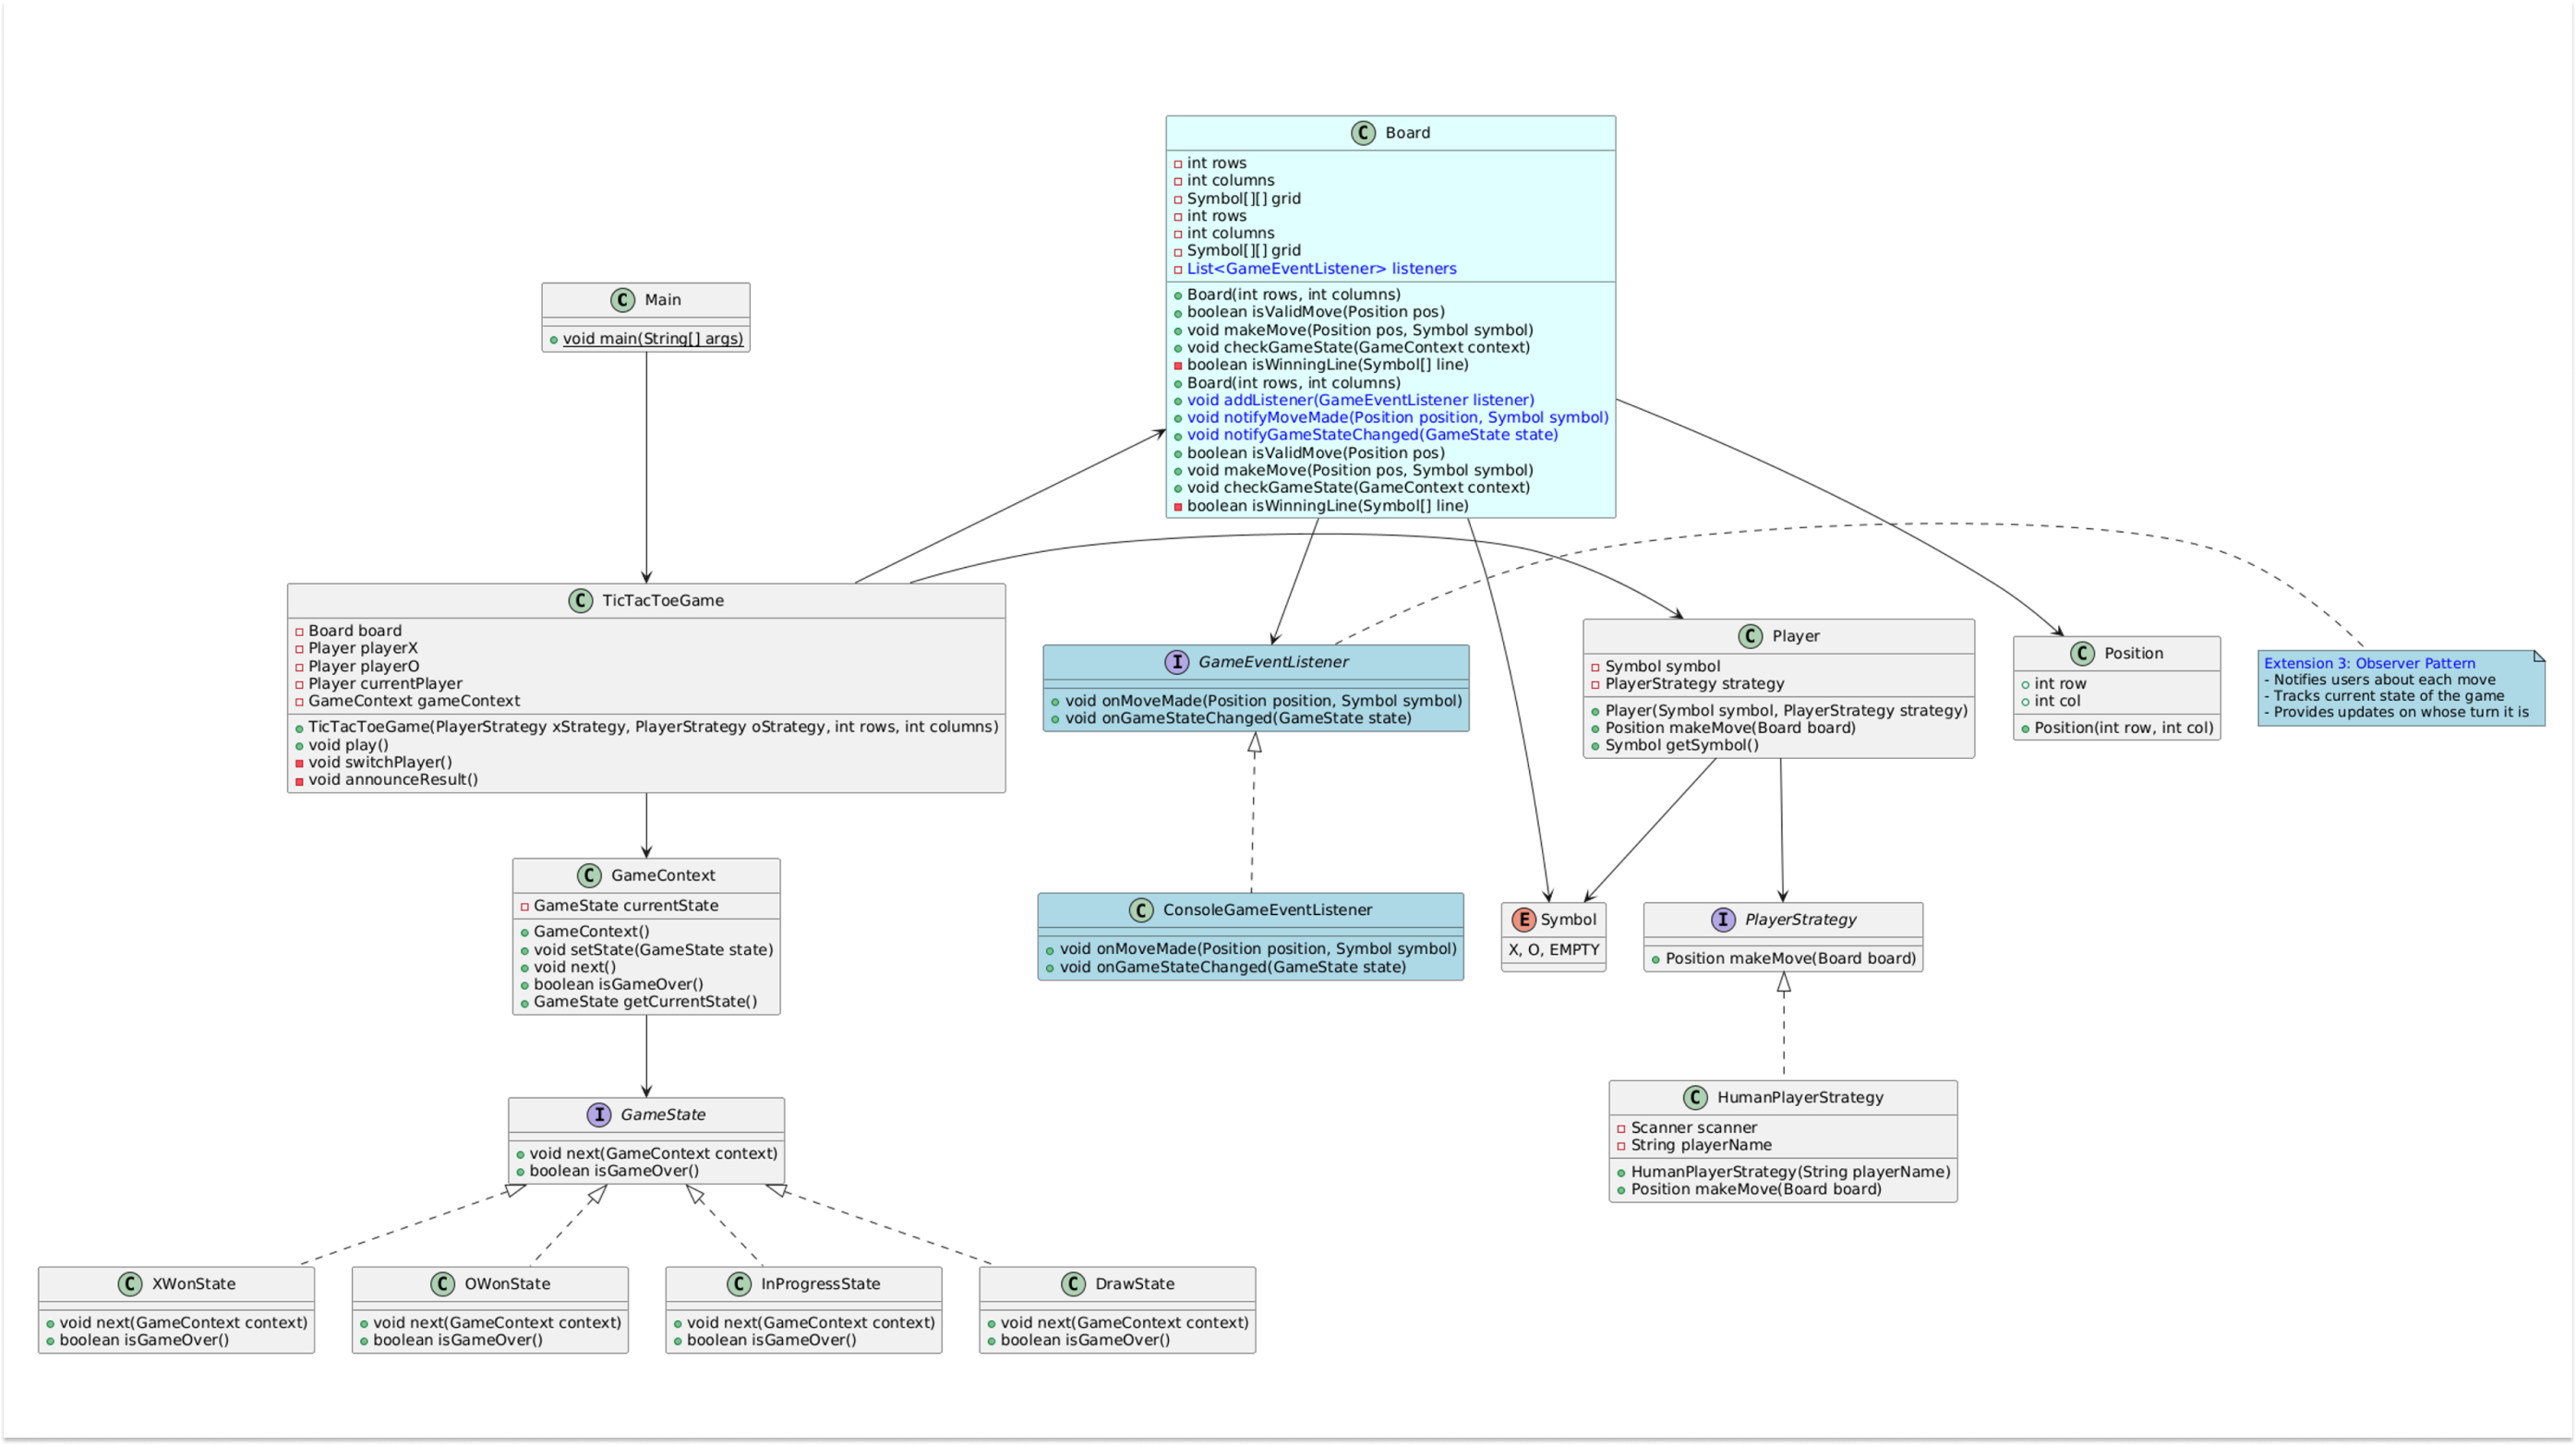 C Board
int rows
int columns
Symbol[][] grid
int rows
int columns
Symbol[][] grid
List<GameEventListener> listeners
Board(int rows, int columns)
boolean isValidMove(Position pos)
void makeMove(Position pos, Symbol symbol)
void checkGameState(GameContext context)
boolean isWinningLine(Symbol[] line)
Board(int rows, int columns)
void addListener(GameEventListener listener)
void notifyMoveMade(Position position, Symbol symbol)
void notifyGameStateChanged(GameState state)
boolean isValidMove(Position pos)
void makeMove(Position pos, Symbol symbol)
void checkGameState(GameContext context)
boolean isWinningLine(Symbol[] line)
C Main
void main(String[] args)
C TicTacToeGame
Board board
Player playerX
Player playerO
Player currentPlayer
GameContext gameContext
TicTacToeGame(PlayerStrategy xStrategy, PlayerStrategy oStrategy, int rows, int columns)
void play()
void switchPlayer()
void announceResult()
I GameEventListener
void onMoveMade(Position position, Symbol symbol)
void onGameStateChanged(GameState state)
C Player
Symbol symbol
PlayerStrategy strategy
Player(Symbol symbol, PlayerStrategy strategy)
Position makeMove(Board board)
Symbol getSymbol()
C Position
int row
int col
Position(int row, int col)
Extension 3: Observer Pattern
- Notifies users about each move
- Tracks current state of the game
- Provides updates on whose turn it is
C GameContext
GameState currentState
GameContext()
void setState(GameState state)
void next()
boolean isGameOver()
GameState getCurrentState()
C ConsoleGameEventListener
void onMoveMade(Position position, Symbol symbol)
void onGameStateChanged(GameState state)
E Symbol
X, O, EMPTY
I PlayerStrategy
Position makeMove(Board board)
C HumanPlayerStrategy
Scanner scanner
String playerName
HumanPlayerStrategy(String playerName)
Position makeMove(Board board)
I GameState
void next(GameContext context)
boolean isGameOver()
C XWonState
void next(GameContext context)
boolean isGameOver()
C OWonState
void next(GameContext context)
boolean isGameOver()
C InProgressState
void next(GameContext context)
boolean isGameOver()
C DrawState
void next(GameContext context)
boolean isGameOver()